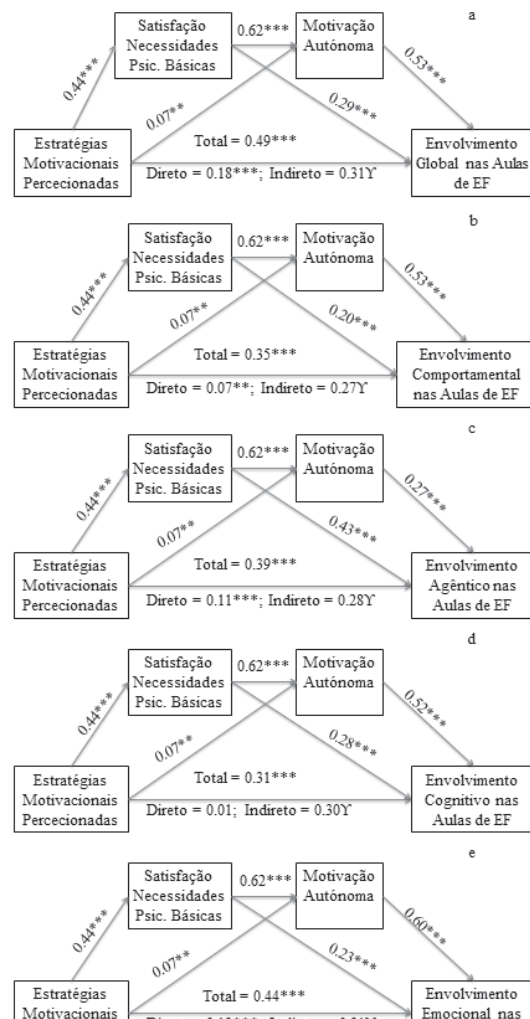 a
Satisfação
Necessidades
Psic. Básicas
0.62***
Motivação
Autónoma
0.44***
0.07**
0.29***
0.53***
Estratégias
Motivacionais
Percecionadas
Total = 0.49***
Direto = 0.18***; Indireto = 0.31ϒ
Envolvimento
Global nas Aulas
de EF
b
Satisfação
Necessidades
Psic. Básicas
0.62***
Motivação
Autónoma
0.44***
0.07**
0.20***
0.53***
Estratégias
Motivacionais
Percecionadas
Total = 0.35***
Direto = 0.07**; Indireto = 0.27ϒ
Envolvimento
Comportamental
nas Aulas de EF
c
Satisfação
Necessidades
Psic. Básicas
0.62***
Motivação
Autónoma
0.44***
0.07**
0.43***
0.27***
Estratégias
Motivacionais
Percecionadas
Total = 0.39***
Direto = 0.11***; Indireto = 0.28ϒ
Envolvimento
Agêntico nas
Aulas de EF
d
Satisfação
Necessidades
Psic. Básicas
0.62***
Motivação
Autónoma
0.44***
0.07**
0.28***
0.52***
Estratégias
Motivacionais
Percecionadas
Total = 0.31***
Direto = 0.01; Indireto = 0.30ϒ
Envolvimento
Cognitivo nas
Aulas de EF
e
Satisfação
Necessidades
Psic. Básicas
0.62***
Motivação
Autónoma
0.44***
0.07**
0.23***
0.60***
Estratégias
Motivacionais
Total = 0.44***
Envolvimento
Emocional nas